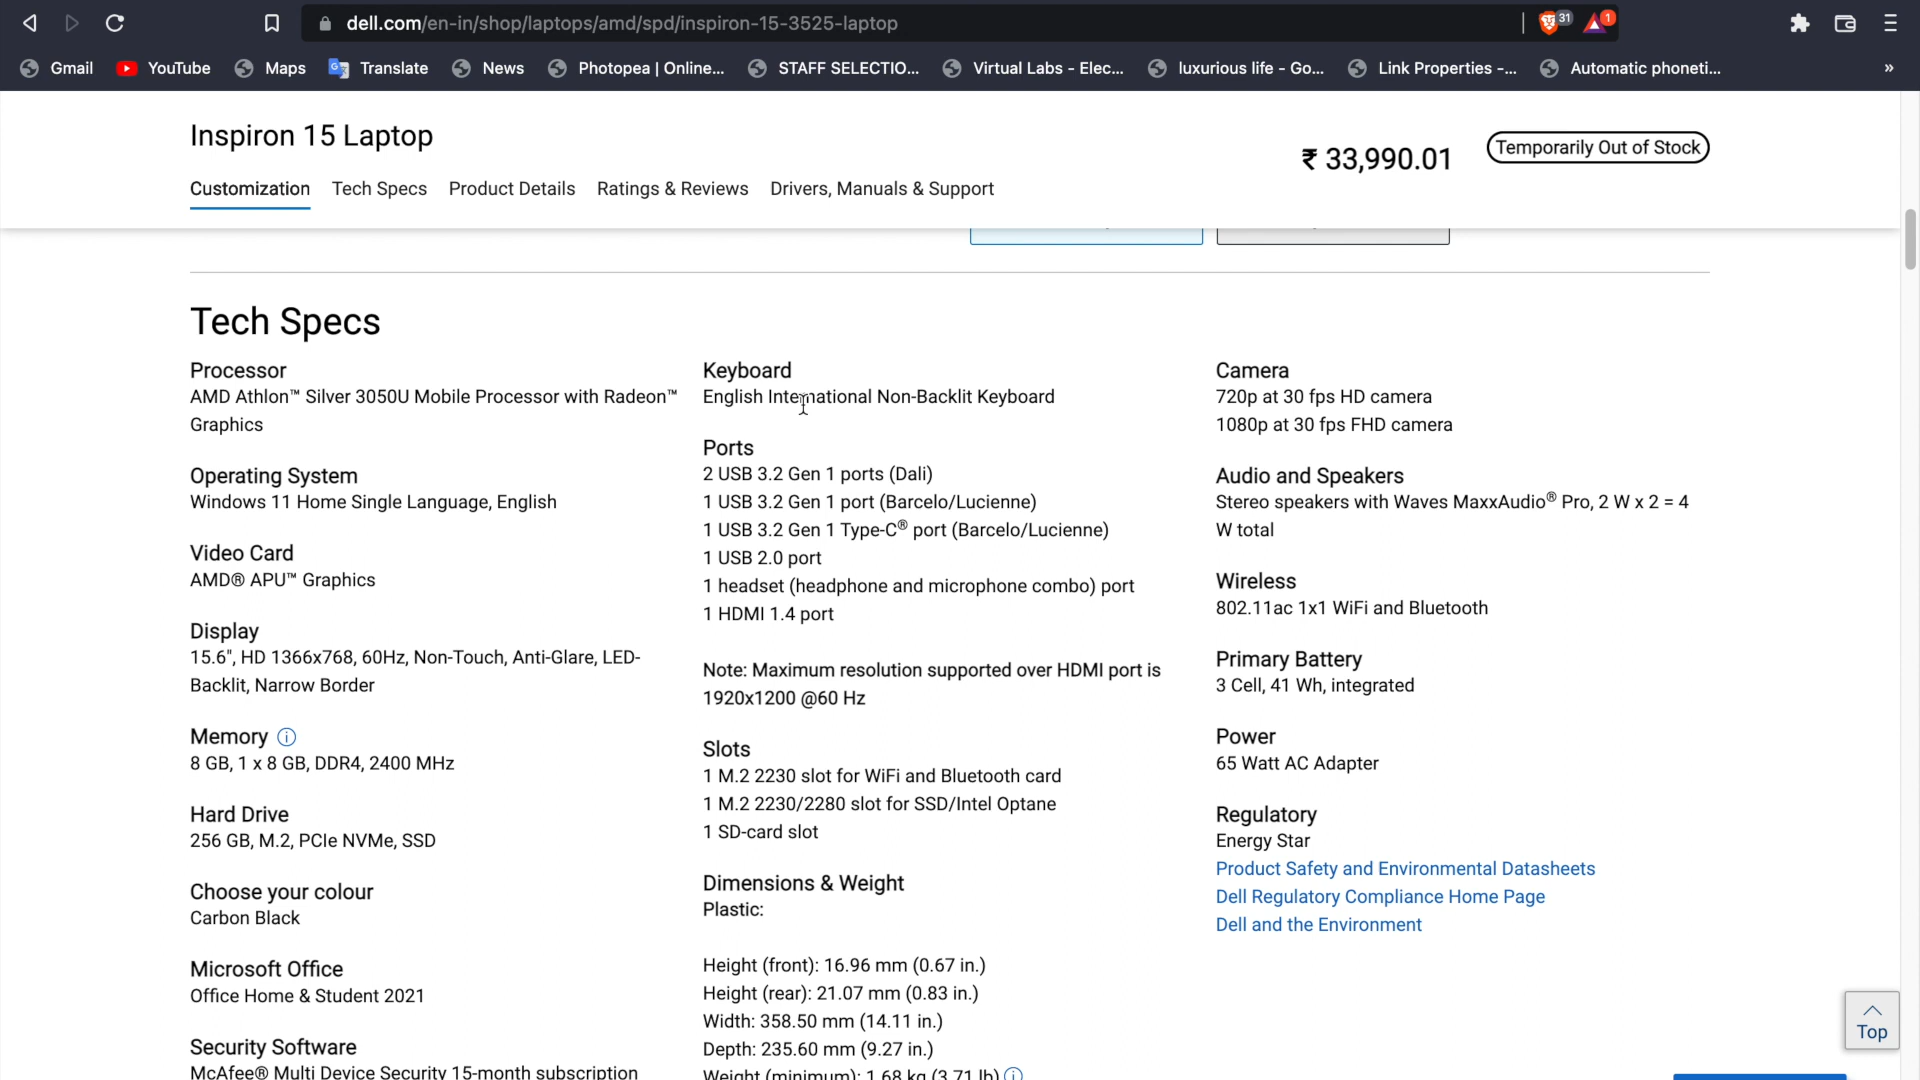 dell.com/en-in/shop/laptops/amd/spd/inspiron-15-3525-laptop
31
1
Gmail
YouTube
Maps
Translate
News
Photopea | Online...
STAFF SELECTIO...
Virtual Labs - Elec...
luxurious life - Go...
Link Properties -...
Automatic phoneti...
»
Inspiron 15 Laptop
₹ 33,990.01
Temporarily Out of Stock
Customization
Tech Specs
Product Details
Ratings & Reviews
Drivers, Manuals & Support
Tech Specs
Processor
AMD Athlon™ Silver 3050U Mobile Processor with Radeon™
Graphics
Operating System
Windows 11 Home Single Language, English
Video Card
AMD® APU™ Graphics
Display
15.6", HD 1366x768, 60Hz, Non-Touch, Anti-Glare, LED-
Backlit, Narrow Border
Memory
8 GB, 1 x 8 GB, DDR4, 2400 MHz
Hard Drive
256 GB, M.2, PCIe NVMe, SSD
Choose your colour
Carbon Black
Microsoft Office
Office Home & Student 2021
Security Software
McAfee® Multi Device Security 15-month subscription
Keyboard
English International Non-Backlit Keyboard
Ports
2 USB 3.2 Gen 1 ports (Dali)
1 USB 3.2 Gen 1 port (Barcelo/Lucienne)
1 USB 3.2 Gen 1 Type-C® port (Barcelo/Lucienne)
1 USB 2.0 port
1 headset (headphone and microphone combo) port
1 HDMI 1.4 port
Note: Maximum resolution supported over HDMI port is
1920x1200 @60 Hz
Slots
1 M.2 2230 slot for WiFi and Bluetooth card
1 M.2 2230/2280 slot for SSD/Intel Optane
1 SD-card slot
Dimensions & Weight
Plastic:
Height (front): 16.96 mm (0.67 in.)
Height (rear): 21.07 mm (0.83 in.)
Width: 358.50 mm (14.11 in.)
Depth: 235.60 mm (9.27 in.)
Weight (minimum): 1.68 kg (3.71 lb)
Camera
720p at 30 fps HD camera
1080p at 30 fps FHD camera
Audio and Speakers
Stereo speakers with Waves MaxxAudio® Pro, 2 W x 2 = 4
W total
Wireless
802.11ac 1x1 WiFi and Bluetooth
Primary Battery
3 Cell, 41 Wh, integrated
Power
65 Watt AC Adapter
Regulatory
Energy Star
Product Safety and Environmental Datasheets
Dell Regulatory Compliance Home Page
Dell and the Environment
Top